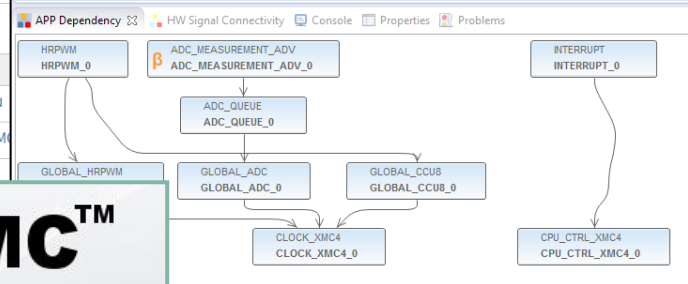 APP Dependency
HW Signal Connectivity
Console
Properties
Problems
HRPWM
HRPWM_0
β
ADC_MEASUREMENT_ADV
ADC_MEASUREMENT_ADV_0
INTERRUPT
INTERRUPT_0
ADC_QUEUE
ADC_QUEUE_0
GLOBAL_HRPWM
GLOBAL_ADC
GLOBAL_ADC_0
GLOBAL_CCU8
GLOBAL_CCU8_0
CLOCK_XMC4
CLOCK_XMC4_0
CPU_CTRL_XMC4
CPU_CTRL_XMC4_0
MC™